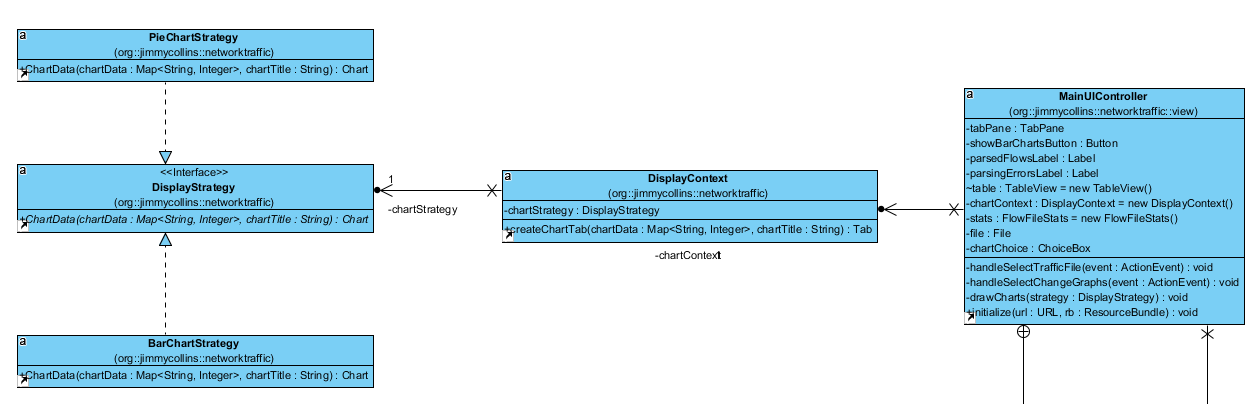 a
PieChartStrategy
(org::jimmycollins::networktraffic)
+ChartData(chartData : Map<String, Integer>, chartTitle : String) : Chart
a
<<Interface>>
DisplayStrategy
(org::jimmycollins::networktraffic)
+ChartData(chartData : Map<String, Integer>, chartTitle : String) : Chart
1
-chartStrategy
a
DisplayContext
(org::jimmycollins::networktraffic)
-chartStrategy : DisplayStrategy
+createChartTab(chartData : Map<String, Integer>, chartTitle : String) : Tab
-chartContext
1
a
MainUIController
(org::jimmycollins::networktraffic::view)
-tabPane : TabPane
-showBarChartsButton : Button
-parsedFlowsLabel : Label
-parsingErrorsLabel : Label
~table : TableView = new TableView()
-chartContext : DisplayContext = new DisplayContext()
-stats : FlowFileStats = new FlowFileStats()
-file : File
-chartChoice : ChoiceBox
-handleSelectTrafficFile(event : ActionEvent) : void
-handleSelectChangeGraphs(event : ActionEvent) : void
-drawCharts(strategy : DisplayStrategy) : void
+initialize(url : URL, rb : ResourceBundle) : void
a
BarChartStrategy
(org::jimmycollins::networktraffic)
+ChartData(chartData : Map<String, Integer>, chartTitle : String) : Chart